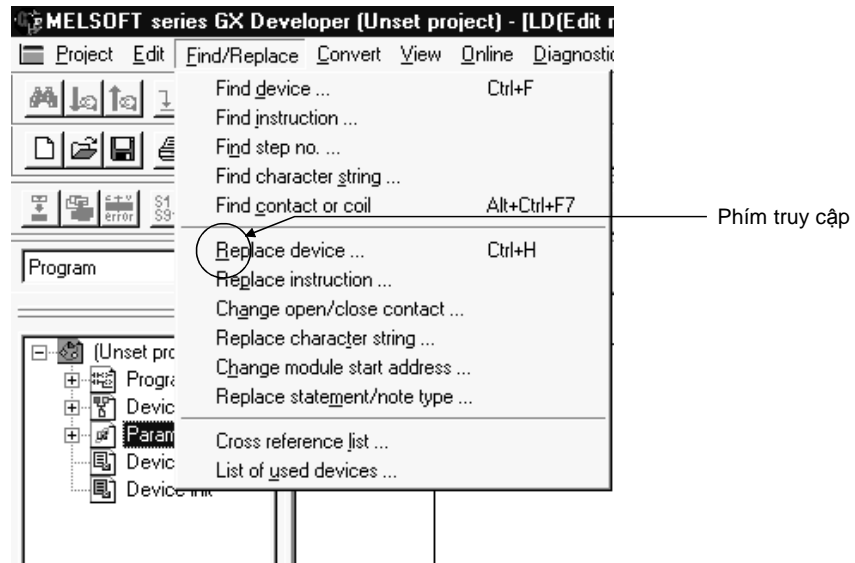 MELSOFT series GX Developer (Unset project) - [LD(Edit
Project Edit Find/Replace Convert View Online Diagnostic
Find device ... Ctrl+F
Find instruction ...
Find step no. ...
Find character string ...
error S1
Find contact or coil Alt+Ctrl+F7
Phím truy cập
Replace device ... Ctrl+H
Program
Replace instruction ...
Change open/close contact ...
Replace character string ...
(Unset pro
Change module start address ...
Progra
Replace statement/note type ...
Devic
Param
Cross reference list ...
Devic
List of used devices ...
Device init